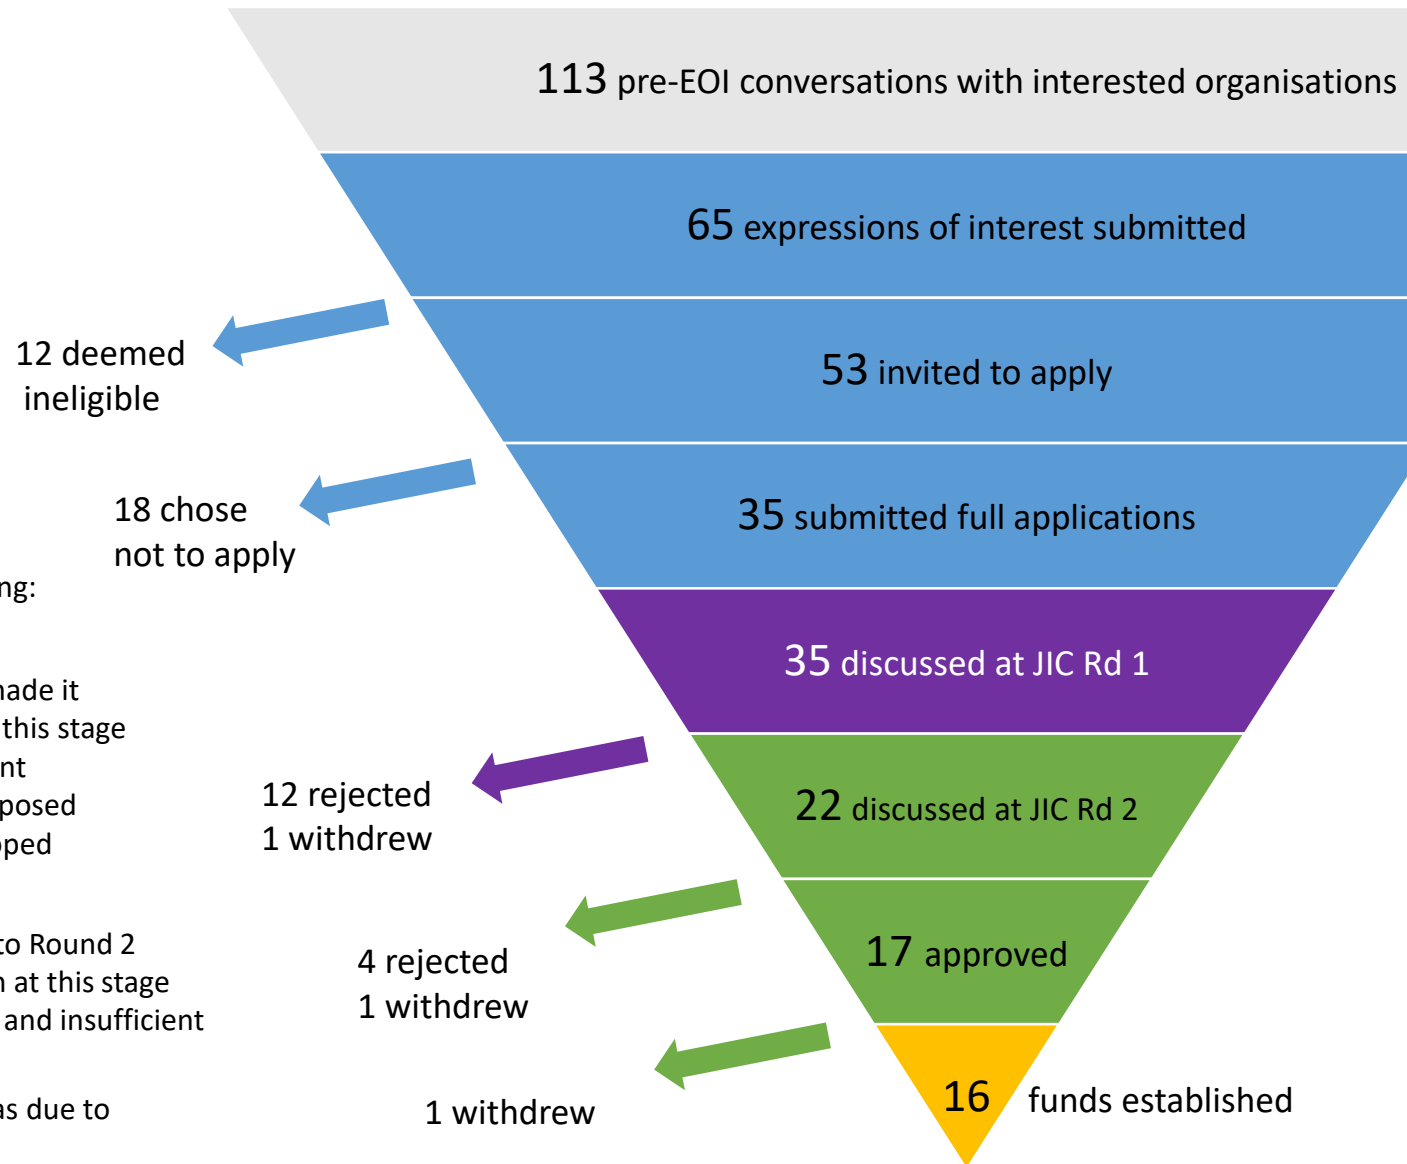 113 pre-EOI conversations with interested organisations
65 expressions of interest submitted
12 deemed
ineligible
53 invited to apply
18 chose
not to apply
35 submitted full applications
ng:
35 discussed at JIC Rd 1
ade it
this stage
nt
posed
ped
12 rejected
1 withdrew
22 discussed at JIC Rd 2
to Round 2
at this stage
and insufficient
4 rejected
1 withdrew
17 approved
as due to
1 withdrew
16 funds established